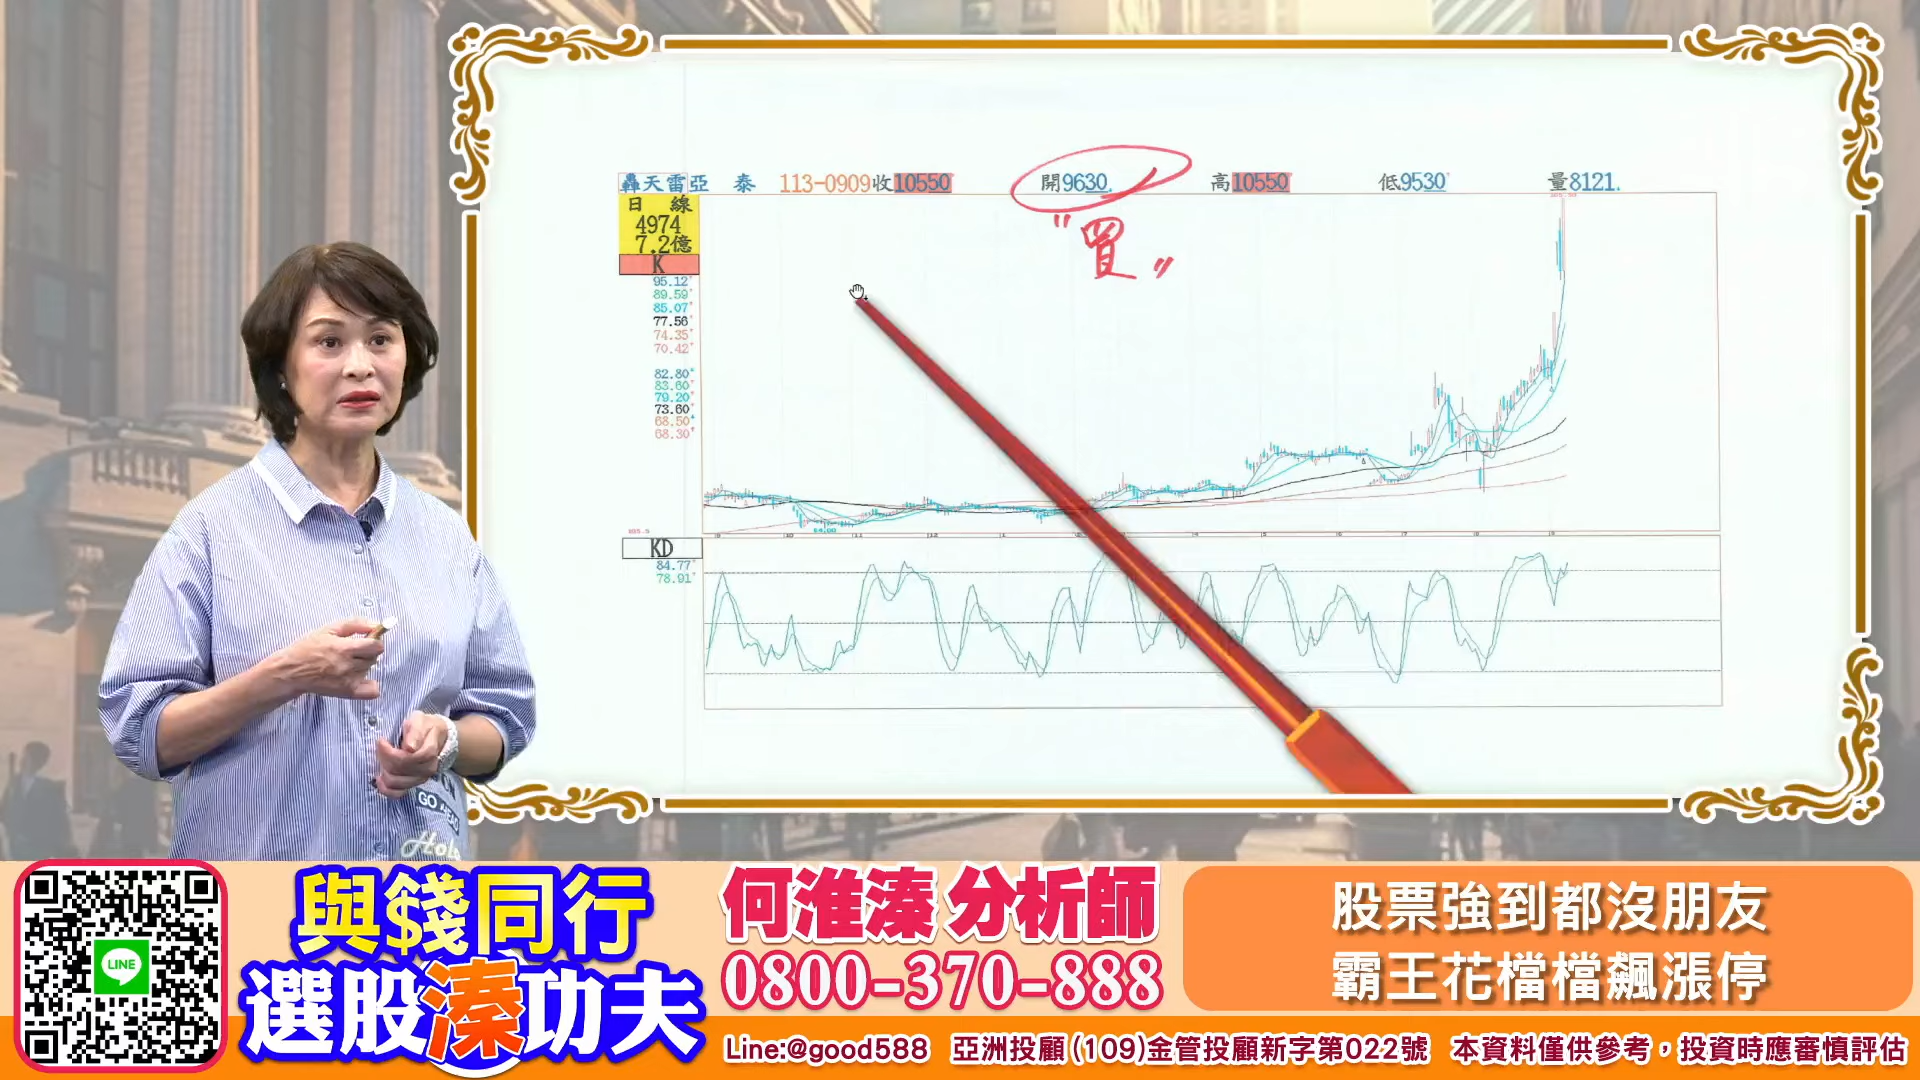 轟天雷亞 泰 113-0909收10550 開9630. 高10550 低9530 量8121.
日 線
4974
7.2億
K
"買"
95.12
89.59
85.07
77.56
74.35
70.42
82.80
83.60
79.20
73.60
68.50
68.30
KD
84.77
78.91
GO
LINE
與$錢同行
選股溱功夫
何淮溱 分析師
0800-370-888
股票強到都沒朋友
霸王花檔檔飆漲停
Line:@good588 亞洲投顧 (109)金管投顧新字第022號 本資料僅供參考,投資時應審慎評估